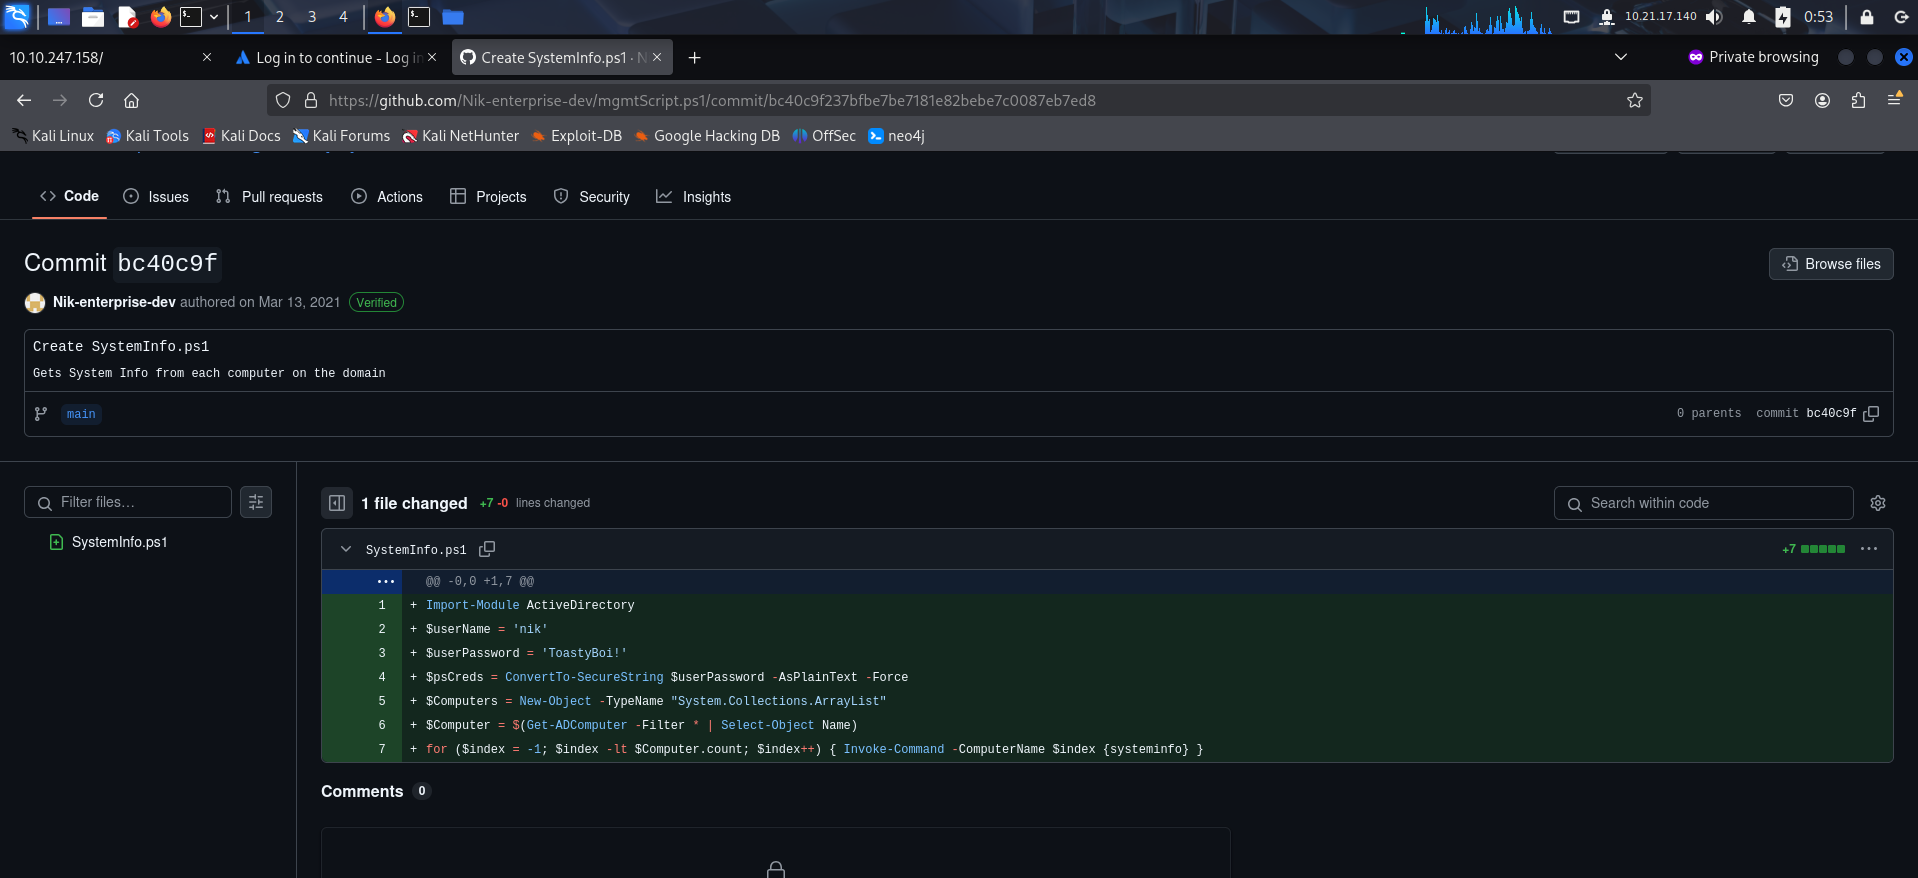 1 2 3 4 10.21.17.140 0:53
10.10.247.158/ Log in to continue - Log in Create SystemInfo.ps1 · N Private browsing
https://github.com/Nik-enterprise-dev/mgmtScript.ps1/commit/bc40c9f237bfbe7be7181e82bebe7c0087eb7ed8
Kali Linux Kali Tools Kali Docs Kali Forums Kali NetHunter Exploit-DB Google Hacking DB OffSec neo4j
Code Issues Pull requests Actions Projects Security Insights
Commit bc40c9f Browse files
Nik-enterprise-dev authored on Mar 13, 2021 Verified
Create SystemInfo.ps1
Gets System Info from each computer on the domain
main 0 parents commit bc40c9f
Filter files… 1 file changed +7 -0 lines changed Search within code
SystemInfo.ps1
SystemInfo.ps1 +7
@@ -0,0 +1,7 @@
1 + Import-Module ActiveDirectory
2 + $userName = 'nik'
3 + $userPassword = 'ToastyBoi!'
4 + $psCreds = ConvertTo-SecureString $userPassword -AsPlainText -Force
5 + $Computers = New-Object -TypeName "System.Collections.ArrayList"
6 + $Computer = $(Get-ADComputer -Filter * | Select-Object Name)
7 + for ($index = -1; $index -lt $Computer.count; $index++) { Invoke-Command -ComputerName $index {systeminfo} }
Comments 0